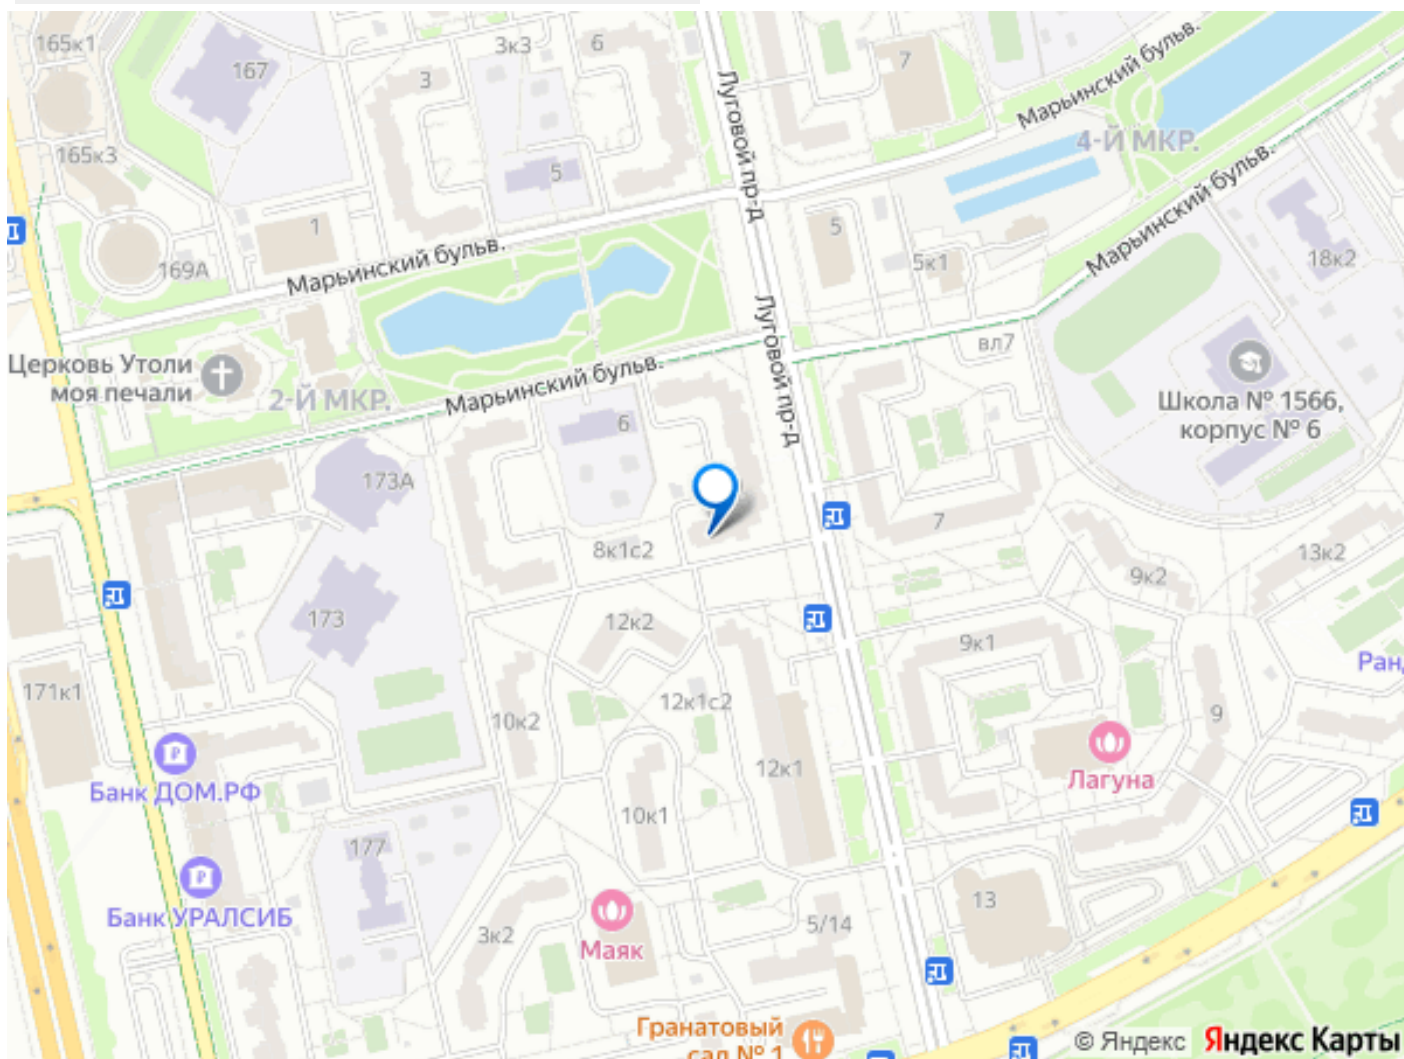 165к1
167
3к3
6
3
7
Луговой пр-д
Марьинский бульв.
4-Й МКР.
165к3
5
1
5
Марьинский бульв.
169А
Марьинский бульв.
5к1
18к2
Луговой пр-д
вл7
Церковь Утоли
моя печали
2-Й МКР.
Марьинский бульв.
6
Школа № 1566,
корпус № 6
173А
7
8к1с2
13к2
9к2
173
12к2
9к1
Ранд
171к1
12к1с2
10к2
9
12к1
Лагуна
Банк ДОМ.РФ
10к1
177
Банк УРАЛСИБ
3к2
Маяк
5/14
13
Гранатовый
сад № 1
© Яндекс Яндекс Карты